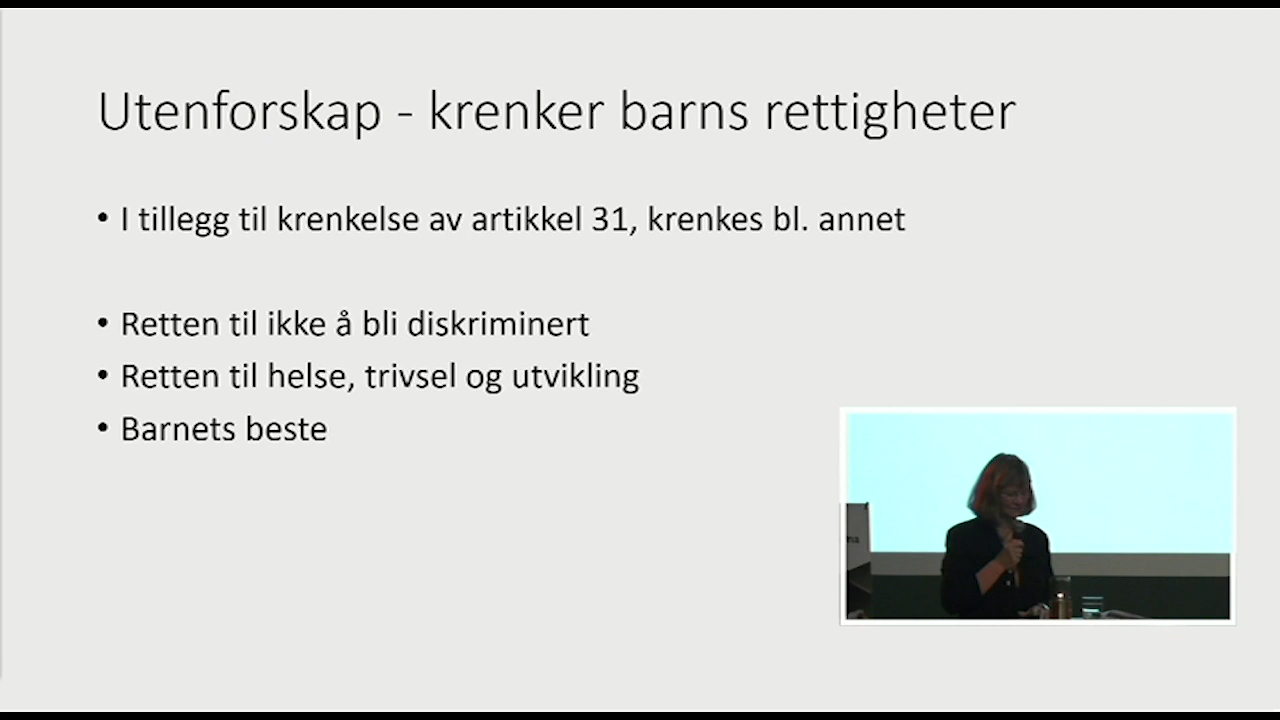 Utenforskap - krenker barns rettigheter
• I tillegg til krenkelse av artikkel 31, krenkes bl. annet
• Retten til ikke å bli diskriminert
• Retten til helse, trivsel og utvikling
• Barnets beste